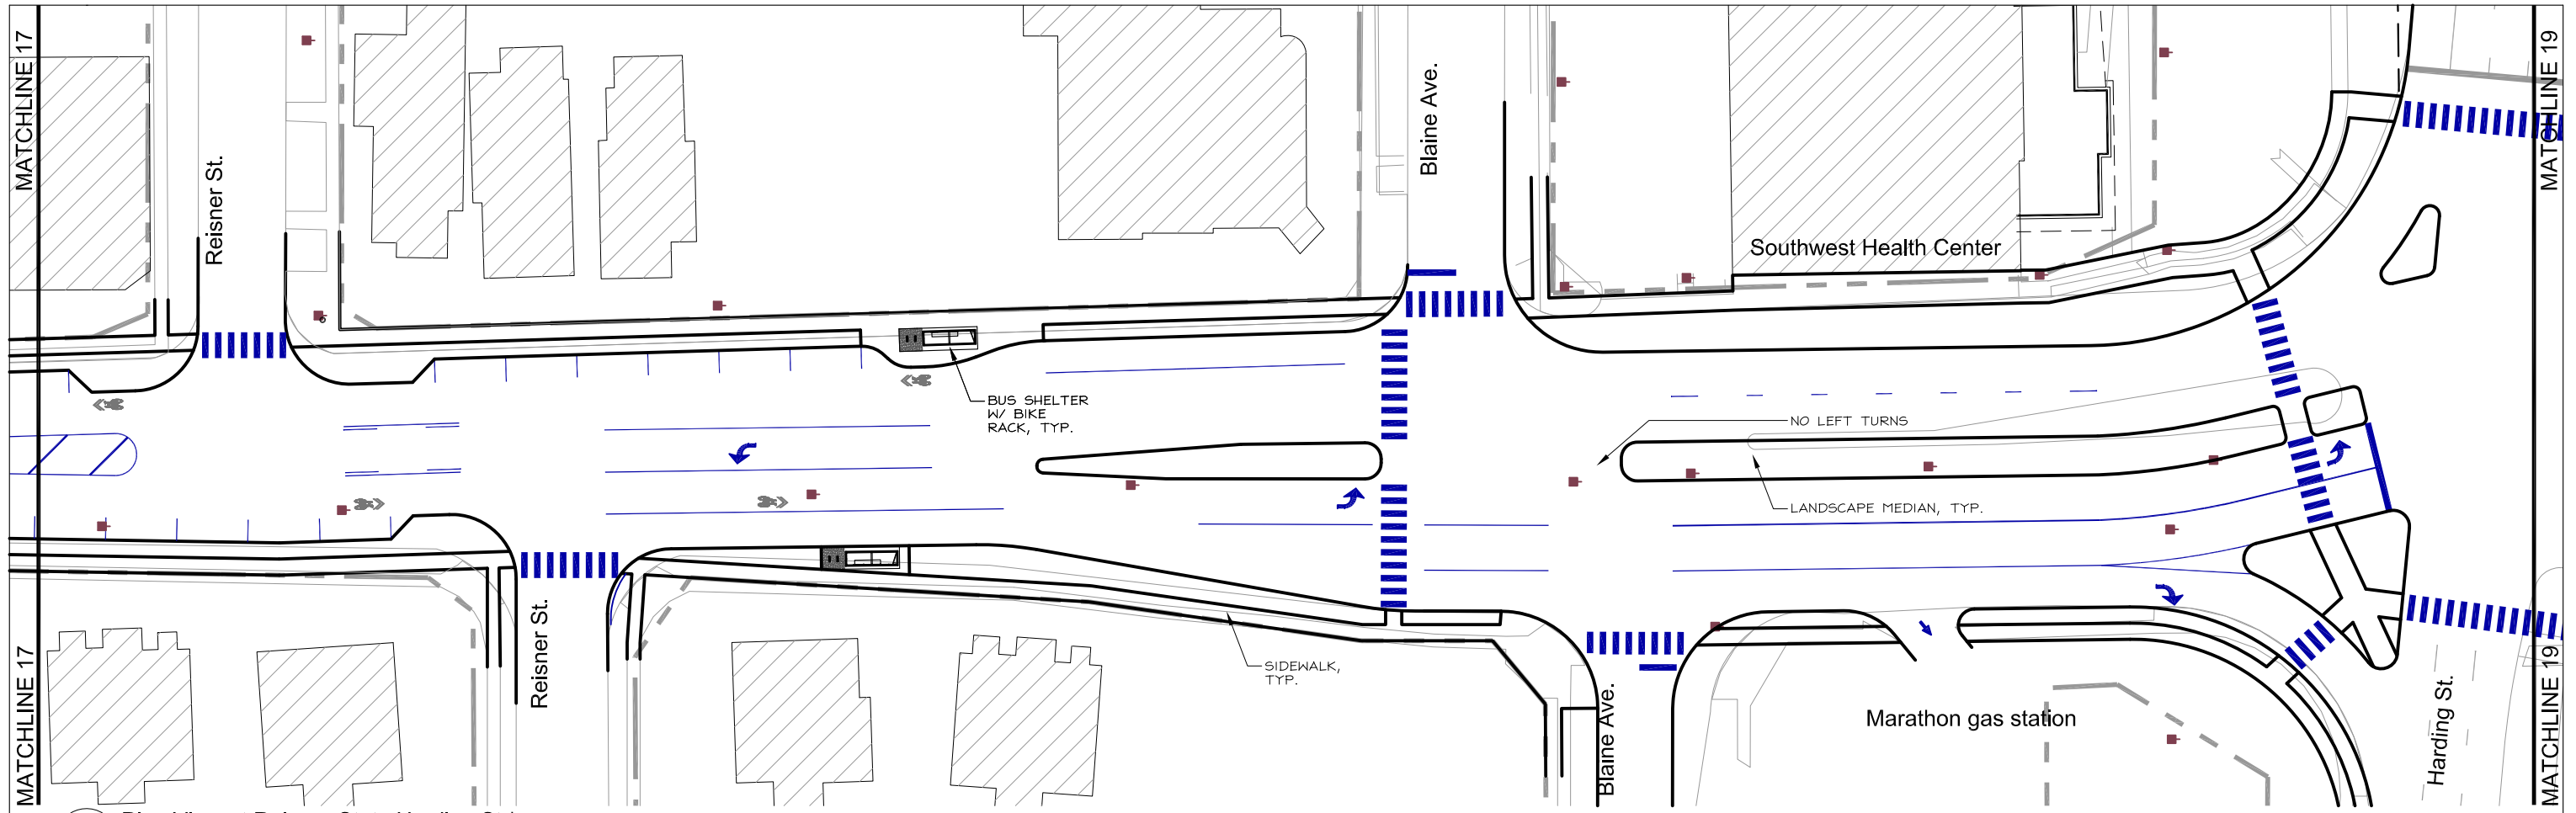 MATCHLINE 17
MATCHLINE 19
Reisner St.
Blaine Ave.
Southwest Health Center
BUS SHELTER
W/ BIKE
RACK, TYP.
NO LEFT TURNS
LANDSCAPE MEDIAN, TYP.
SIDEWALK,
TYP.
Reisner St.
Blaine Ave.
Marathon gas station
Harding St.
MATCHLINE 17
MATCHLINE 19